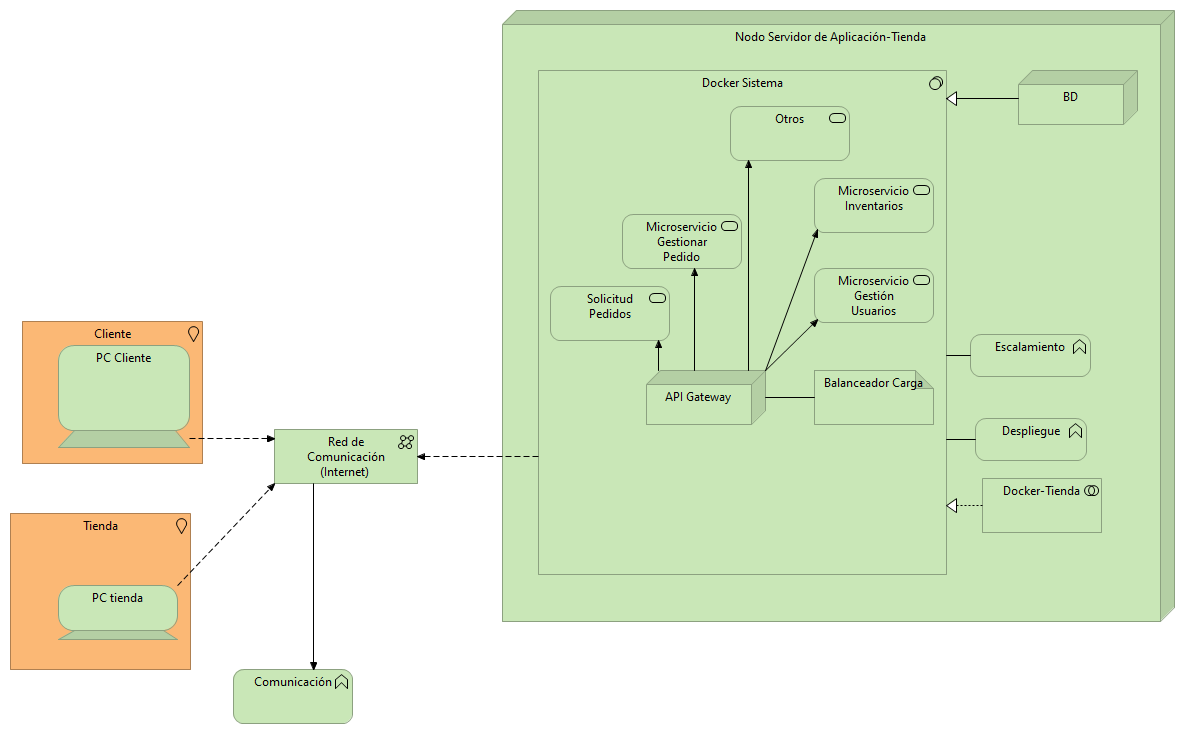 Nodo Servidor de Aplicación-Tienda
Docker Sistema
BD
Otros
Microservicio
Inventarios
Microservicio
Gestionar
Pedido
Microservicio
Gestión
Usuarios
Solicitud
Pedidos
Cliente
PC Cliente
Escalamiento
API Gateway
Balanceador Carga
Red de
Comunicación
(Internet)
Despliegue
Docker-Tienda
Tienda
PC tienda
Comunicación